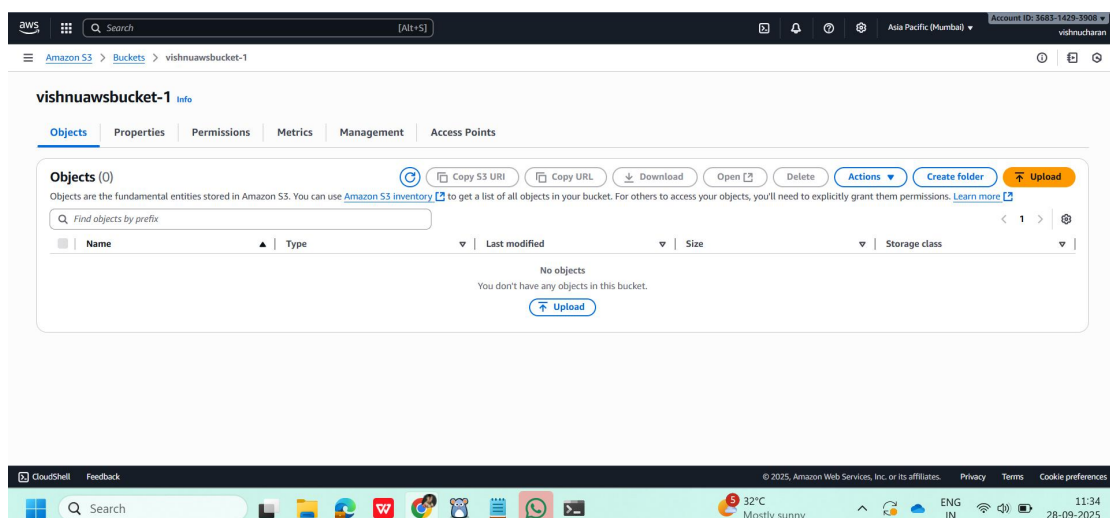 aws
Search [Alt+S] Asia Pacific (Mumbai) Account ID: 3683-1429-3908
vishnucharan
Amazon S3 > Buckets > vishnuawsbucket-1
vishnuawsbucket-1 Info
Objects Properties Permissions Metrics Management Access Points
Objects (0) Copy S3 URI Copy URL Download Open Delete Actions Create folder Upload
Objects are the fundamental entities stored in Amazon S3. You can use Amazon S3 inventory to get a list of all objects in your bucket. For others to access your objects, you'll need to explicitly grant them permissions. Learn more
Find objects by prefix < 1 >
Name Type Last modified Size Storage class
No objects
You don't have any objects in this bucket.
Upload
CloudShell Feedback © 2025, Amazon Web Services, Inc. or its affiliates. Privacy Terms Cookie preferences
Search W 5 32°C ENG 11:34
Mostly sunny IN 28-09-2025